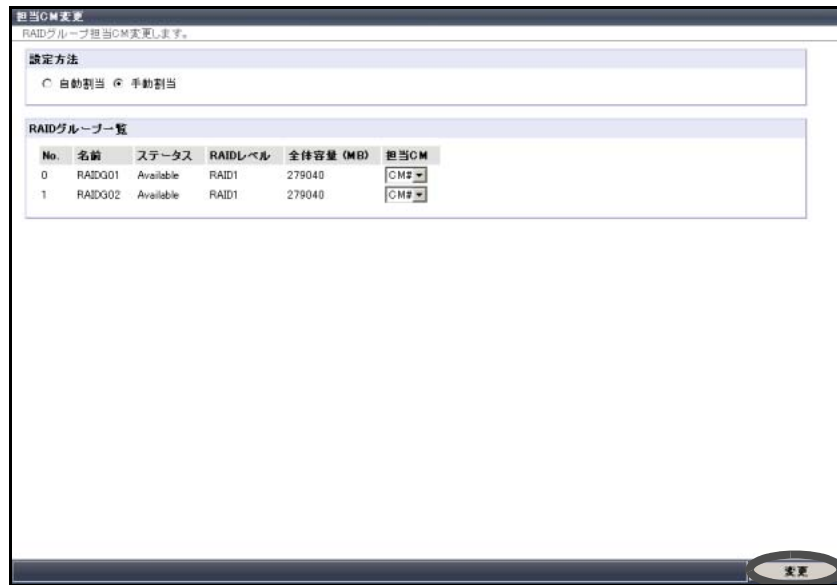 担当CM変更
RAIDグループ担当CM変更します。
設定方法
自動割当 手動割当
RAIDグループ一覧
No. 名前 ステータス RAIDレベル 全体容量 (MB) 担当CM
0 RAIDG01 Available RAID1 279040 CM#
1 RAIDG02 Available RAID1 279040 CM#
変更